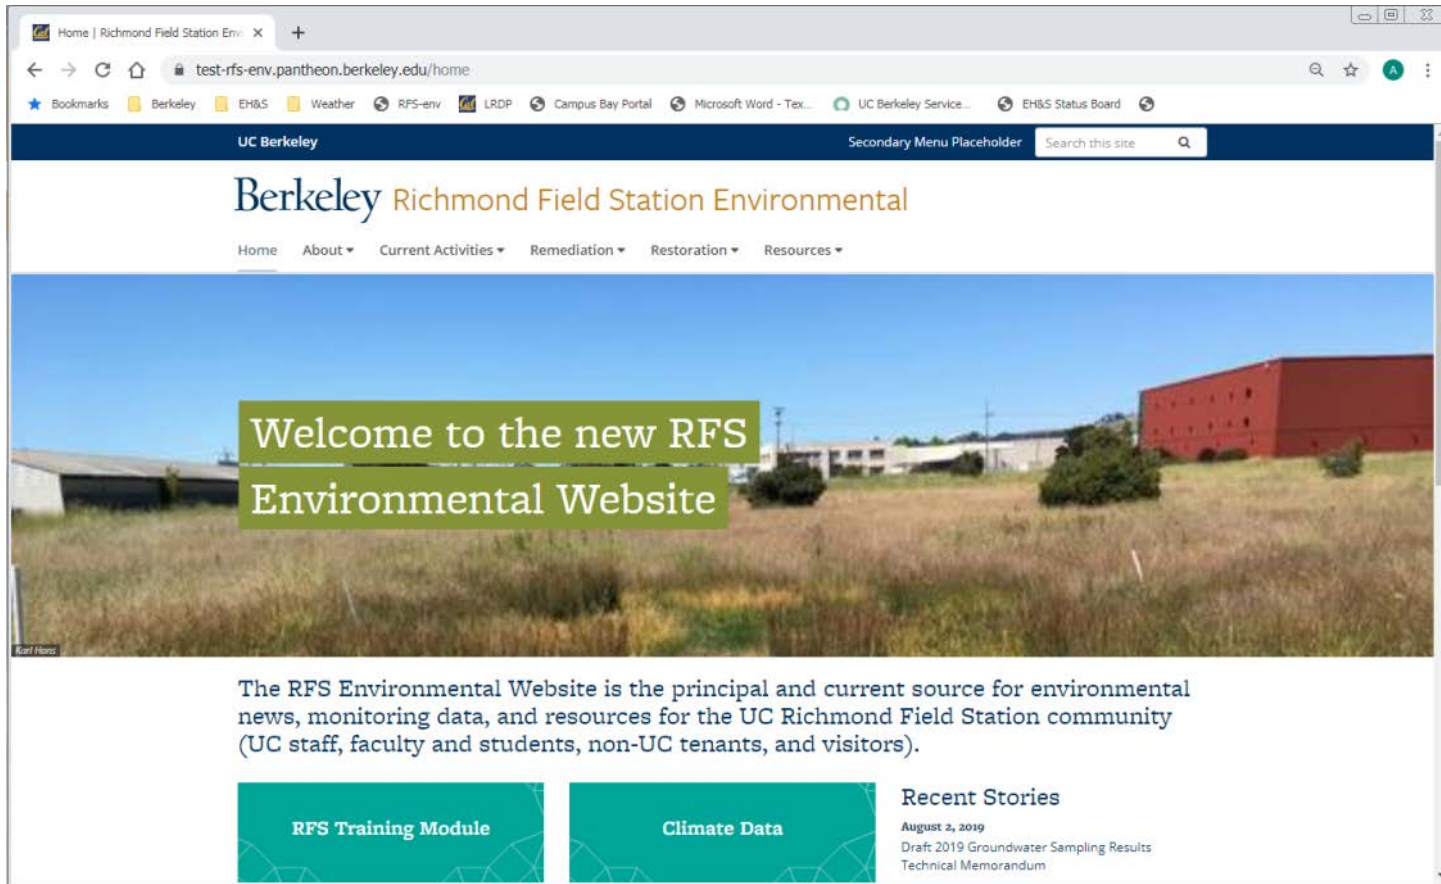 Home | Richmond Field Station Env
test-rfs-env.pantheon.berkeley.edu/home
A
Bookmarks Berkeley EH&S Weather RFS-env LRDP Campus Bay Portal Microsoft Word - Tex... UC Berkeley Service... EH&S Status Board
UC Berkeley Secondary Menu Placeholder Search this site
Berkeley Richmond Field Station Environmental
Home About Current Activities Remediation Restoration Resources
Welcome to the new RFS
Environmental Website
Karl Hans
The RFS Environmental Website is the principal and current source for environmental
news, monitoring data, and resources for the UC Richmond Field Station community
(UC staff, faculty and students, non-UC tenants, and visitors).
RFS Training Module
Climate Data
Recent Stories
August 2, 2019
Draft 2019 Groundwater Sampling Results
Technical Memorandum